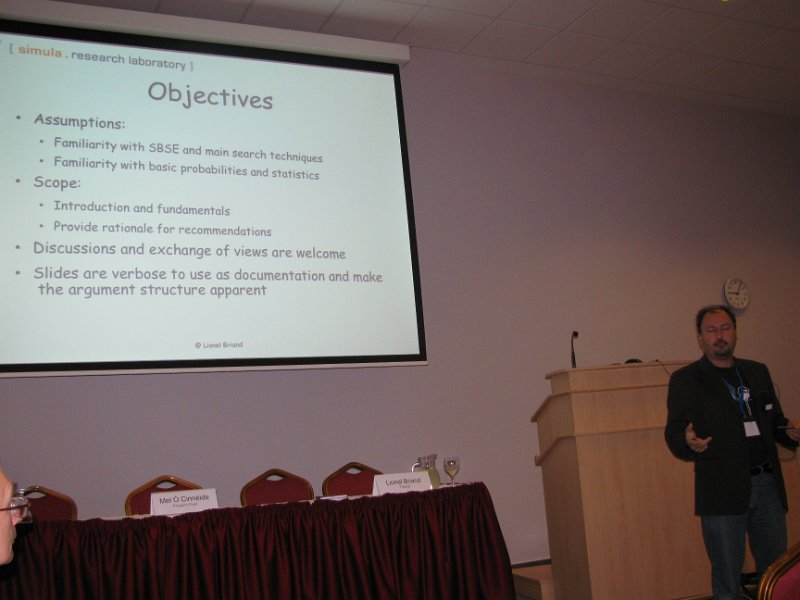 [ simula . research laboratory ]
Objectives
• Assumptions:
• Familiarity with SBSE and main search techniques
• Familiarity with basic probabilities and statistics
• Scope:
• Introduction and fundamentals
• Provide rationale for recommendations
• Discussions and exchange of views are welcome
• Slides are verbose to use as documentation and make
the argument structure apparent
© Lionel Briand
Mel Ó Cinnéide
Lionel Briand